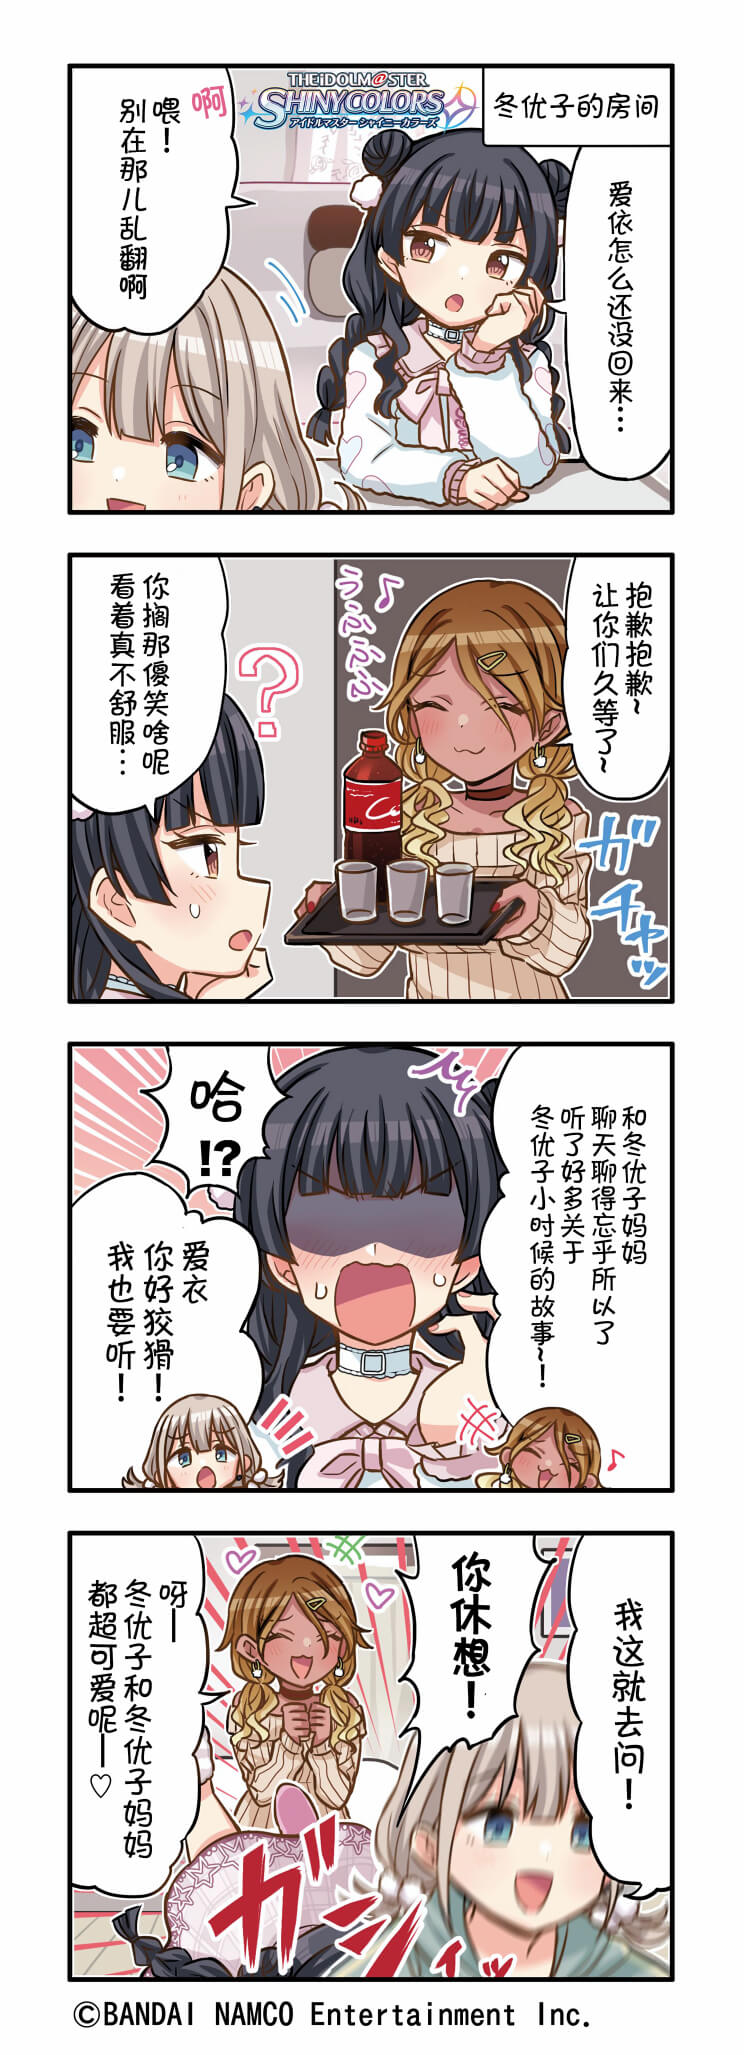 THE iDOLM@STER
SHINY COLORS
アイドルマスター シャイニーカラーズ
冬优子的房间
爱依怎么还没回来…
啊
喂！
别在那儿乱翻啊
抱歉抱歉~
让你们久等了~
うふふふふ♪
ガチャッ
?
你搁那傻笑啥呢
看着真不舒服…
和冬优子妈妈
聊天聊得忘乎所以了
听了好多关于
冬优子小时候的故事~！
哈
!?
爱衣
你好狡猾！
我也要听！
♪
我这就去问！
你休想！
呀ー
冬优子和冬优子妈妈
都超可爱呢ー♡
ガシィッ
©BANDAI NAMCO Entertainment Inc.